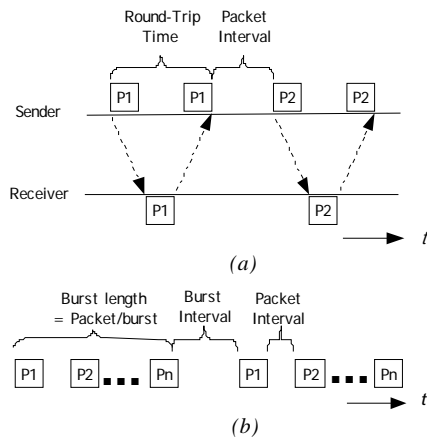 Round-Trip Time
Packet Interval
P1 P1 P2 P2
Sender
Receiver
P1 P2
t
(a)
Burst length = Packet/burst
Burst Interval
Packet Interval
P1 P2 Pn P1 P2 Pn
t
(b)